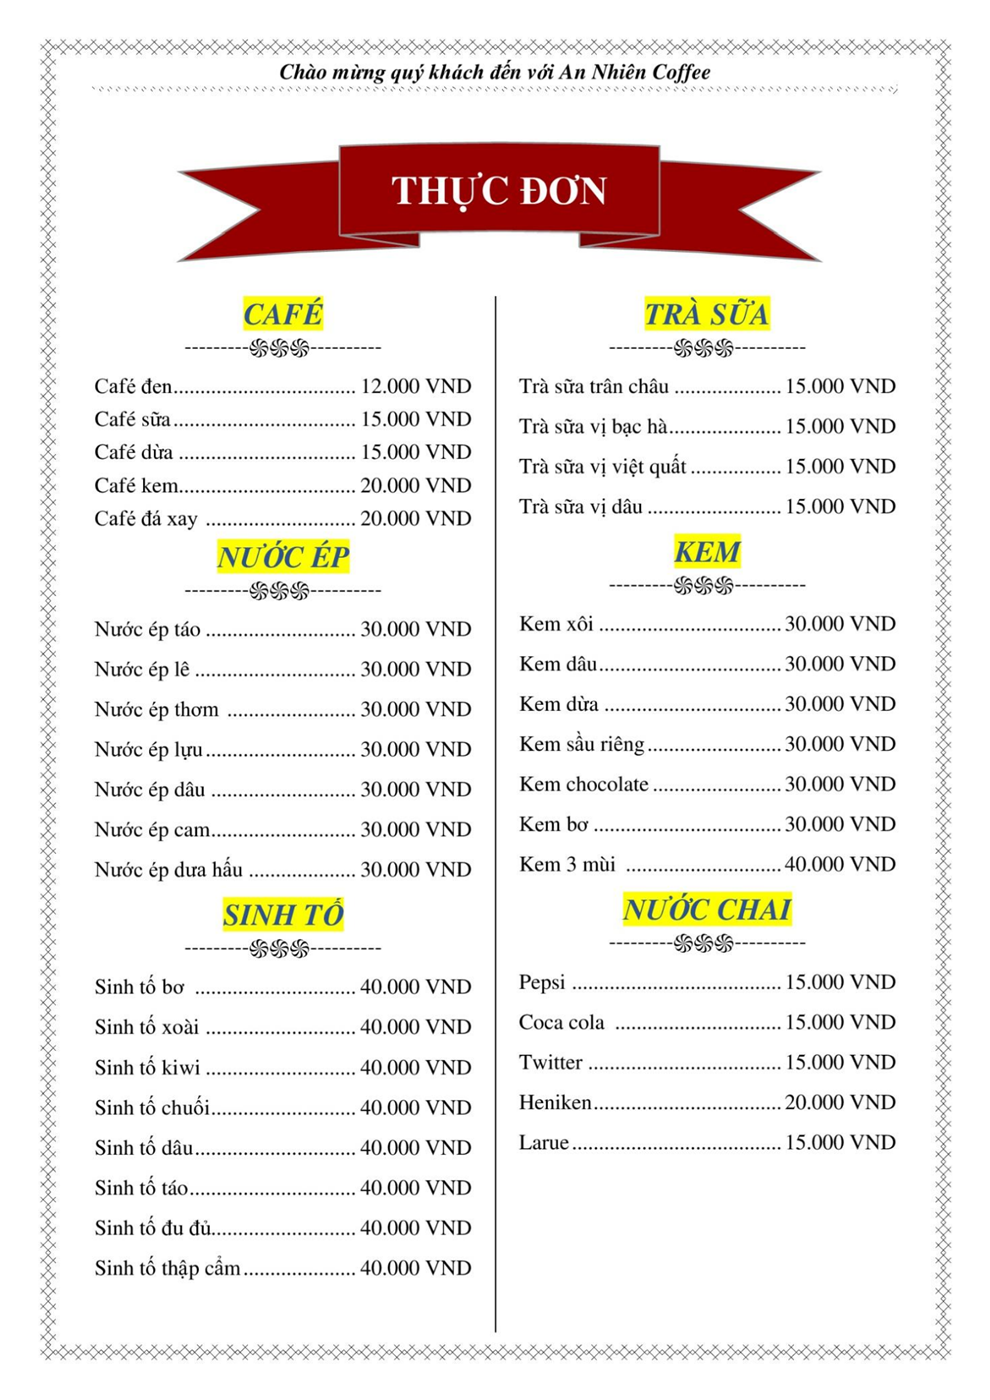 Chào mừng quý khách đến với An Nhiên Coffee
THỰC ĐƠN
CAFÉ
Café đen.................................. 12.000 VND
Café sữa.................................. 15.000 VND
Café dừa ................................. 15.000 VND
Café kem................................. 20.000 VND
Café đá xay ............................ 20.000 VND
NƯỚC ÉP
Nước ép táo ............................ 30.000 VND
Nước ép lê .............................. 30.000 VND
Nước ép thơm ........................ 30.000 VND
Nước ép lựu............................ 30.000 VND
Nước ép dâu ........................... 30.000 VND
Nước ép cam........................... 30.000 VND
Nước ép dưa hấu .................... 30.000 VND
SINH TỐ
Sinh tố bơ .............................. 40.000 VND
Sinh tố xoài ............................ 40.000 VND
Sinh tố kiwi ............................ 40.000 VND
Sinh tố chuối........................... 40.000 VND
Sinh tố dâu.............................. 40.000 VND
Sinh tố táo............................... 40.000 VND
Sinh tố đu đủ........................... 40.000 VND
Sinh tố thập cẩm..................... 40.000 VND
TRÀ SỮA
Trà sữa trân châu .................... 15.000 VND
Trà sữa vị bạc hà..................... 15.000 VND
Trà sữa vị việt quất ................. 15.000 VND
Trà sữa vị dâu ......................... 15.000 VND
KEM
Kem xôi .................................. 30.000 VND
Kem dâu.................................. 30.000 VND
Kem dừa ................................. 30.000 VND
Kem sầu riêng......................... 30.000 VND
Kem chocolate ........................ 30.000 VND
Kem bơ ................................... 30.000 VND
Kem 3 mùi ............................. 40.000 VND
NƯỚC CHAI
Pepsi ....................................... 15.000 VND
Coca cola ............................... 15.000 VND
Twitter .................................... 15.000 VND
Heniken................................... 20.000 VND
Larue....................................... 15.000 VND